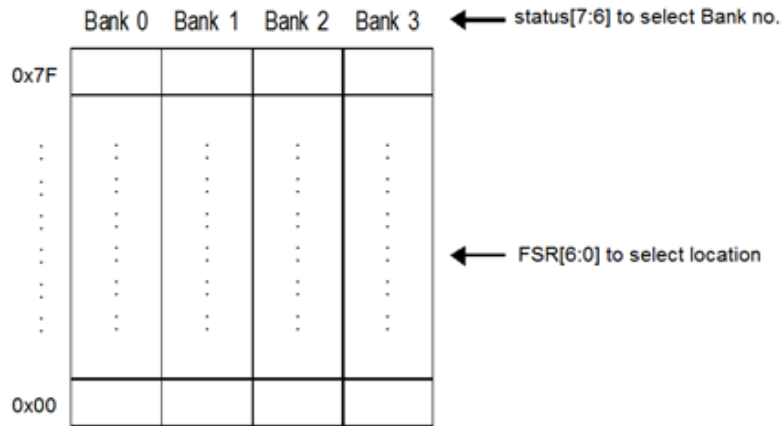 Bank 0 Bank 1 Bank 2 Bank 3 status[7:6] to select Bank no.
0x7F
FSR[6:0] to select location
0x00